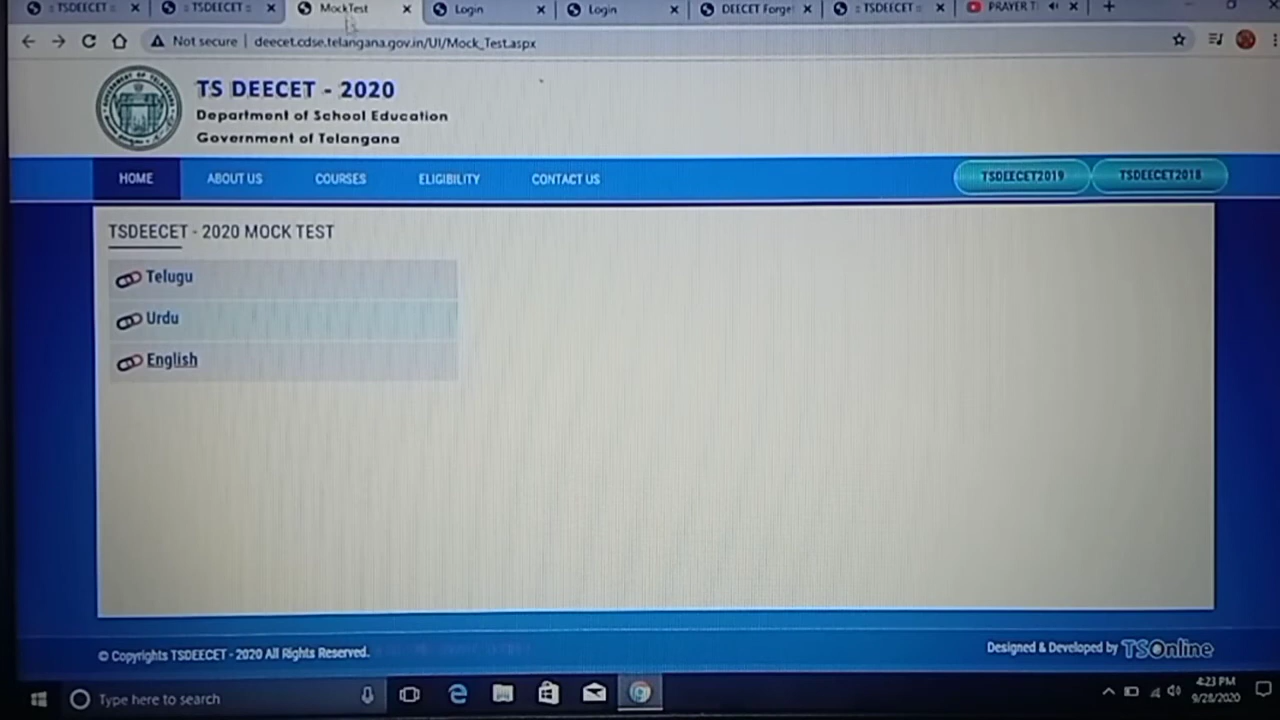 : TSDEECET :
: TSDEECET :
MockTest
Login
Login
DEECET Forge
: TSDEECET :
PRAYER T
Not secure | deecet.cdse.telangana.gov.in/UI/Mock_Test.aspx
TS DEECET - 2020
Department of School Education
Government of Telangana
HOME
ABOUT US
COURSES
ELIGIBILITY
CONTACT US
TSDEECET2019
TSDEECET2018
TSDEECET - 2020 MOCK TEST
Telugu
Urdu
English
© Copyrights TSDEECET - 2020 All Rights Reserved.
Designed & Developed by TSOnline
Type here to search
4:23 PM
9/28/2020